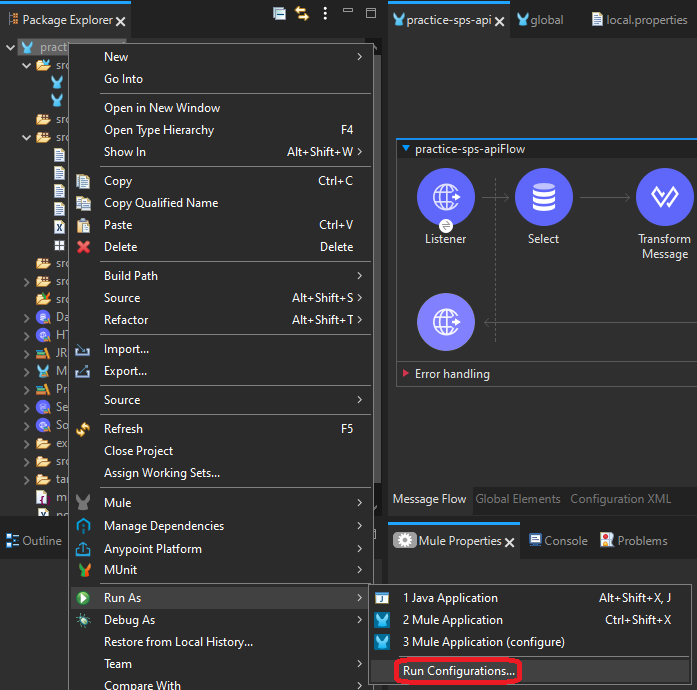 Package Explorer
practice-sps-api
global
local.properties
pract
src
New
Go Into
Open in New Window
Open Type Hierarchy F4
Show In Alt+Shift+W
Copy Ctrl+C
Copy Qualified Name
Paste Ctrl+V
Delete Delete
Build Path
Source Alt+Shift+S
Refactor Alt+Shift+T
Import...
Export...
Source
Refresh F5
Close Project
Assign Working Sets...
Mule
Manage Dependencies
Anypoint Platform
MUnit
Run As
Debug As
Restore from Local History...
Team
Compare With
src
src
src
src
src
Da
HT
JR
M
Pr
Se
So
ex
src
tar
m
Outline
practice-sps-apiFlow
Listener
Select
Transform
Message
Error handling
Message Flow Global Elements Configuration XML
Mule Properties
Console
Problems
1 Java Application Alt+Shift+X, J
2 Mule Application Ctrl+Shift+X
3 Mule Application (configure)
Run Configurations...